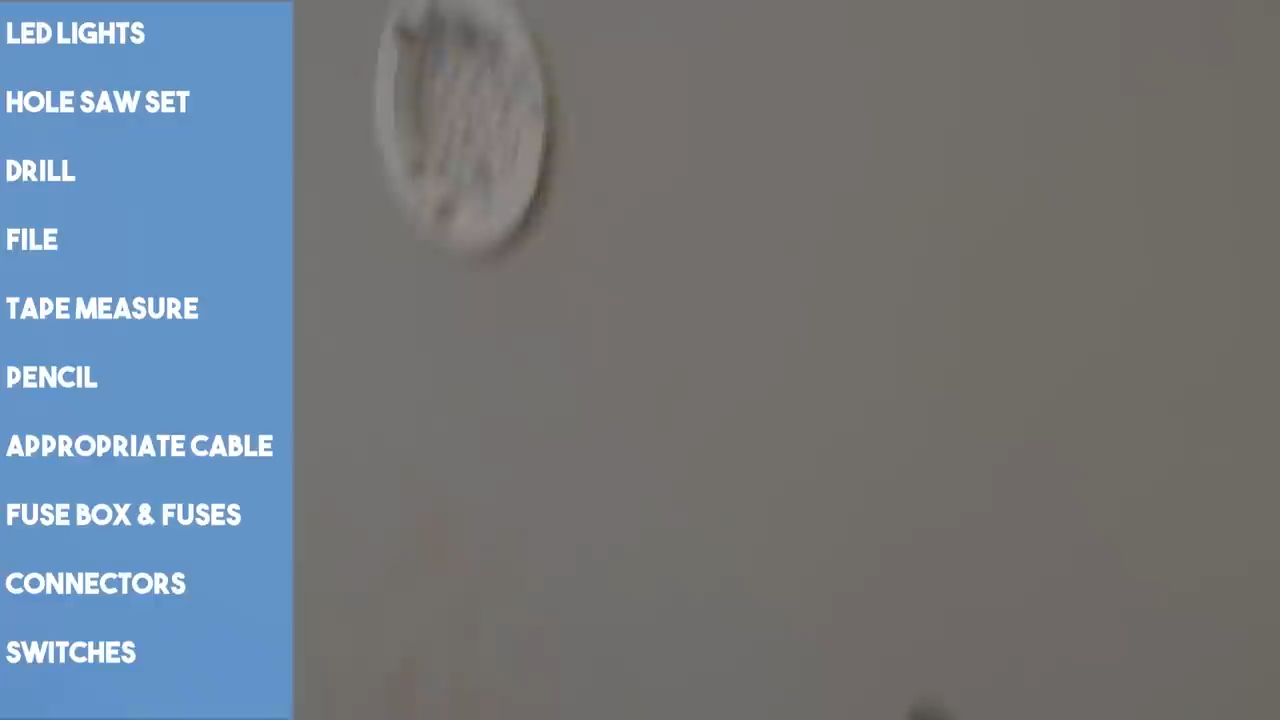 LED LIGHTS
HOLE SAW SET
DRILL
FILE
TAPE MEASURE
PENCIL
APPROPRIATE CABLE
FUSE BOX & FUSES
CONNECTORS
SWITCHES